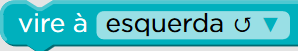 vire à esquerda ↺ ▼